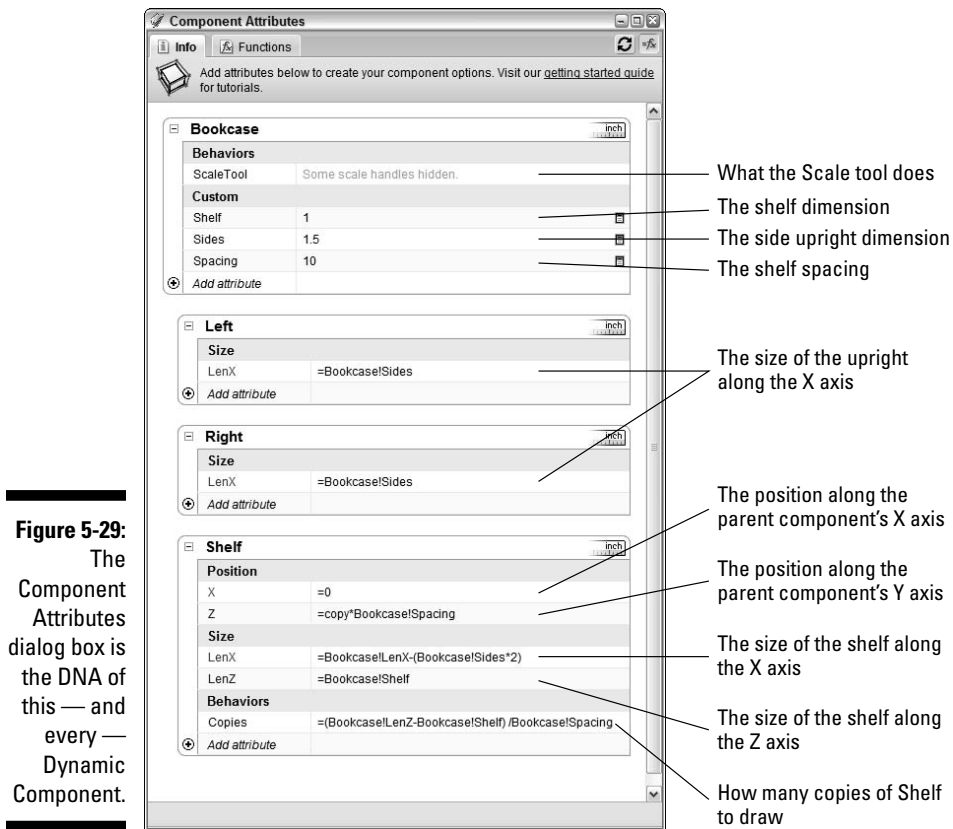 Component Attributes
Info
Functions
Add attributes below to create your component options. Visit our getting started guide
for tutorials.
Bookcase
inch
Behaviors
ScaleTool Some scale handles hidden.
Custom
Shelf 1
Sides 1.5
Spacing 10
Add attribute
Left
inch
Size
LenX =Bookcase!Sides
Add attribute
Right
inch
Size
LenX =Bookcase!Sides
Add attribute
Shelf
inch
Position
X =0
Z =copy*Bookcase!Spacing
Size
LenX =Bookcase!LenX-(Bookcase!Sides*2)
LenZ =Bookcase!Shelf
Behaviors
Copies =(Bookcase!LenZ-Bookcase!Shelf) /Bookcase!Spacing
Add attribute
What the Scale tool does
The shelf dimension
The side upright dimension
The shelf spacing
The size of the upright
along the X axis
The position along the
parent component's X axis
The position along the
parent component's Y axis
The size of the shelf along
the X axis
The size of the shelf along
the Z axis
How many copies of Shelf
to draw
Figure 5-29:
The
Component
Attributes
dialog box is
the DNA of
this — and
every —
Dynamic
Component.